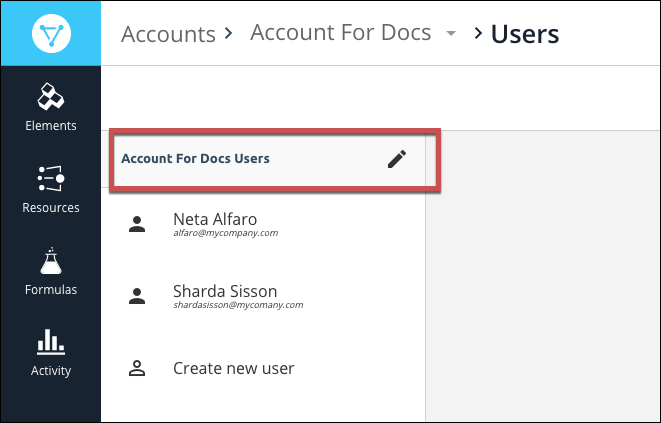 Accounts > Account For Docs > Users
Elements
Resources
Formulas
Activity
Account For Docs Users
Neta Alfaro
alfaro@mycompany.com
Sharda Sisson
shardasisson@mycomany.com
Create new user